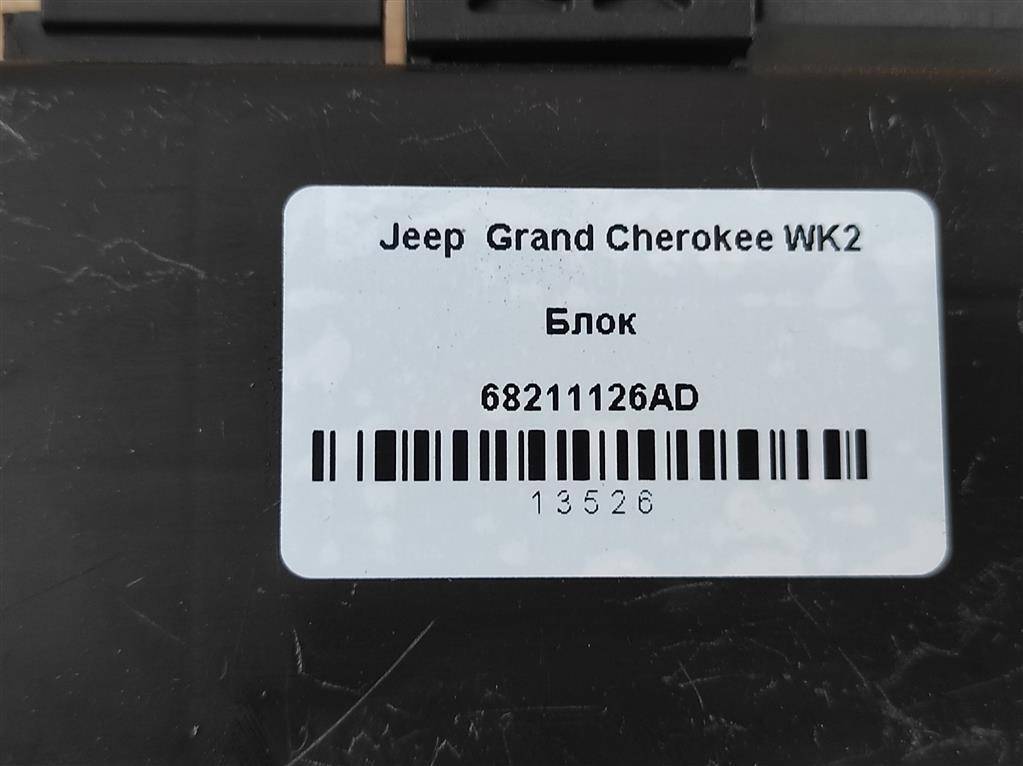 Jeep Grand Cherokee WK2
Блок
68211126AD
13526